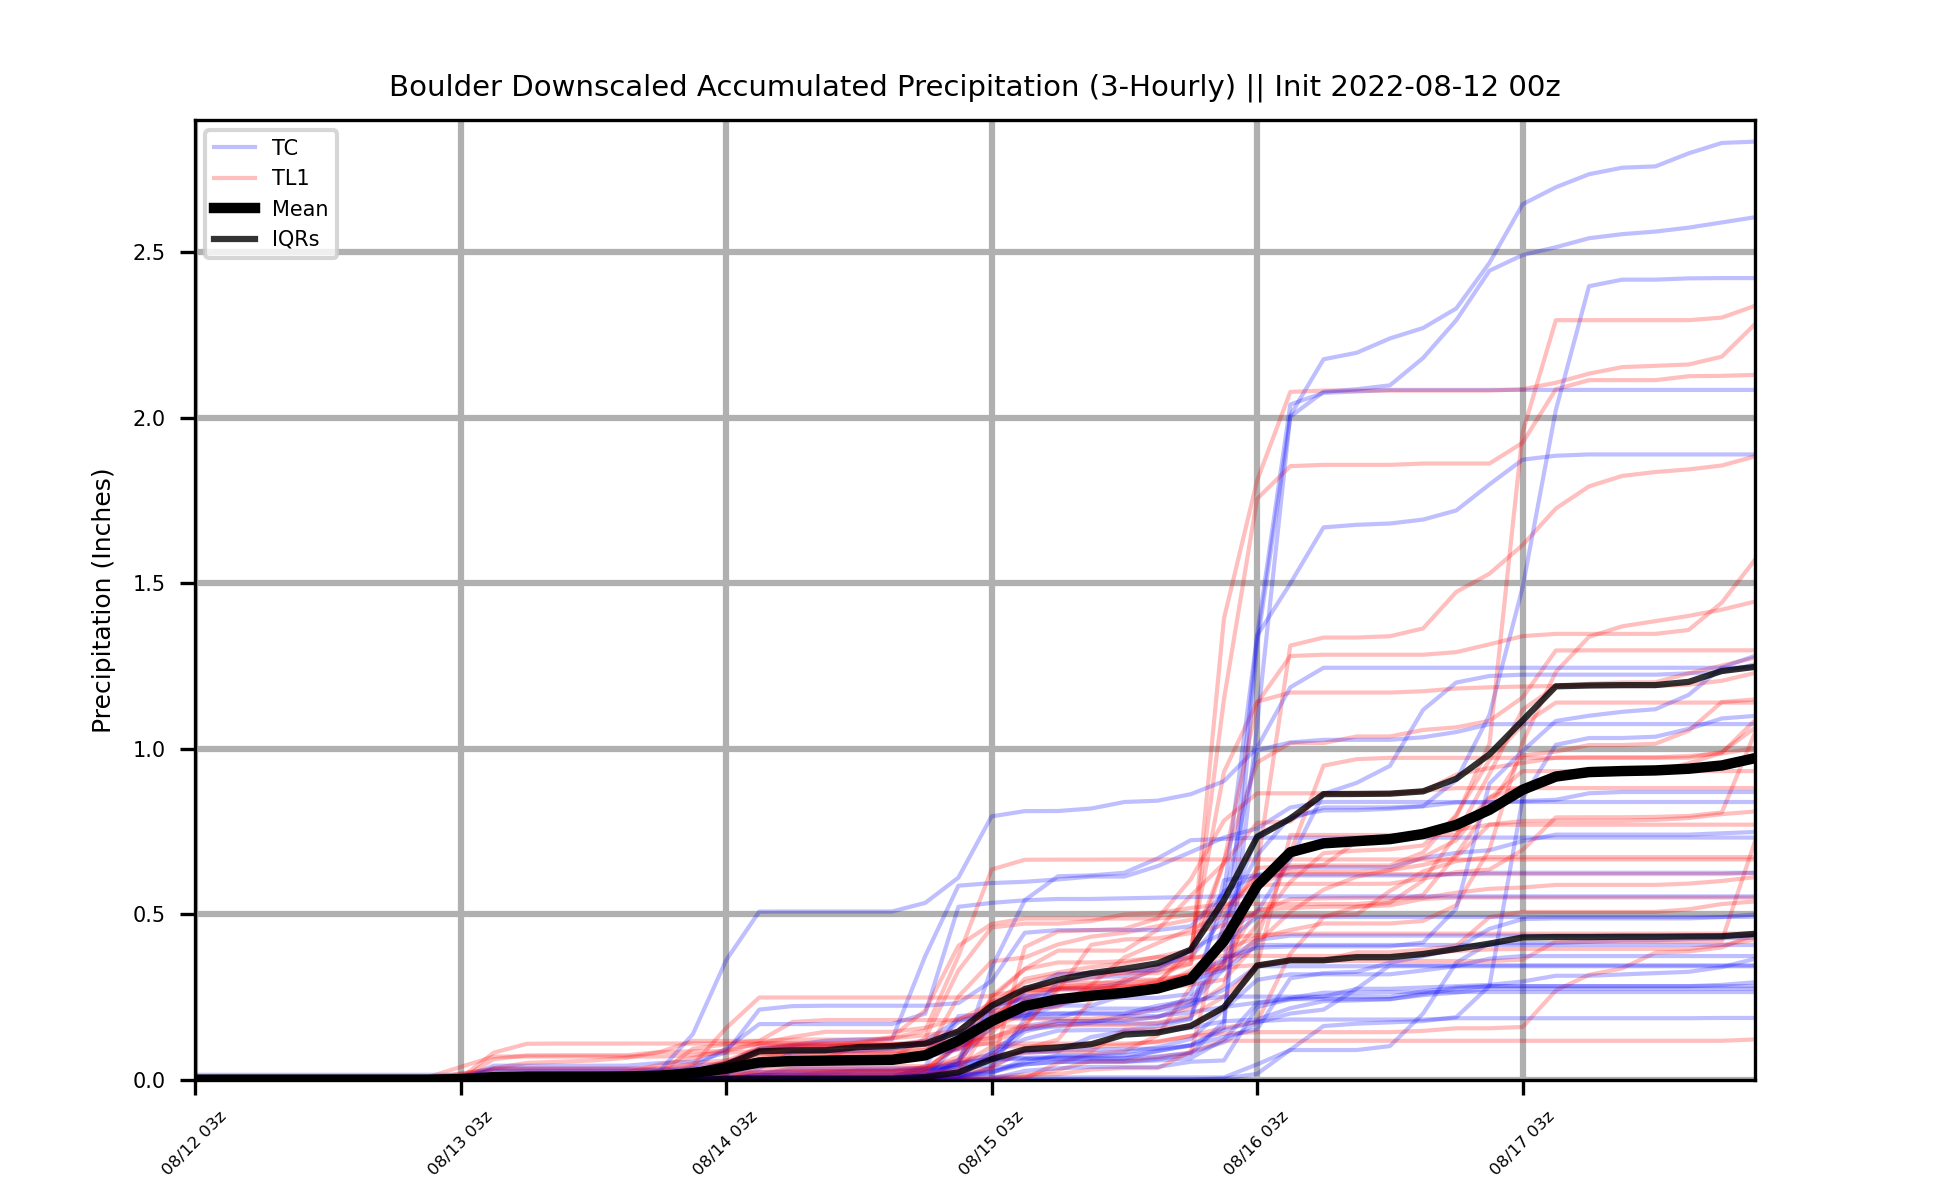 Boulder Downscaled Accumulated Precipitation (3-Hourly) || Init 2022-08-12 00z
TC
TL1
Mean
IQRs
Precipitation (Inches)
2.5
2.0
1.5
1.0
0.5
0.0
08/12 03z
08/13 03z
08/14 03z
08/15 03z
08/16 03z
08/17 03z